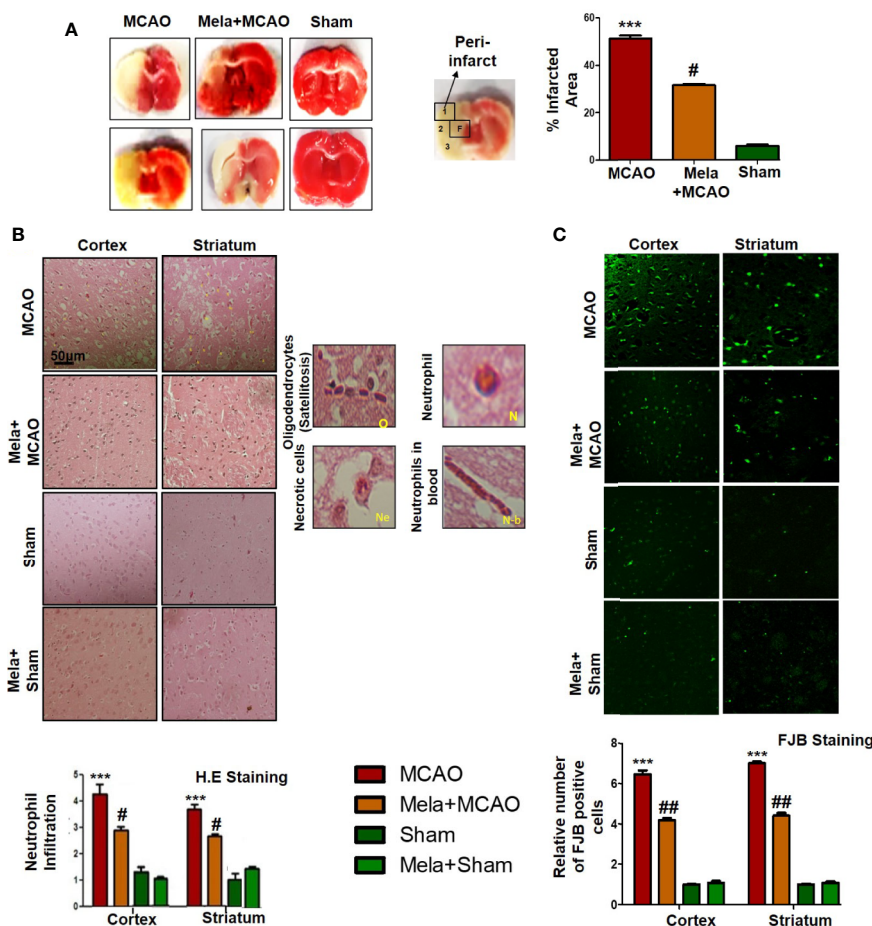 A
MCAO
Mela+MCAO
Sham
Peri-
infarct
1
2
F
3
% Infarcted
Area
60
40
20
0
***
#
MCAO
Mela
+MCAO
Sham
B
Cortex
Striatum
MCAO
50µm
Mela+
MCAO
Sham
Mela+
Sham
Oligodendrocytes
(Satellitosis)
O
Neutrophil
N
Necrotic cells
Ne
Neutrophils in
blood
N-b
C
Cortex
Striatum
MCAO
Mela+
MCAO
Sham
Mela+
Sham
H.E Staining
Neutrophil
Infiltration
5
4
3
2
1
0
***
#
***
#
Cortex
Striatum
MCAO
Mela+MCAO
Sham
Mela+Sham
FJB Staining
Relative number
of FJB positive
cells
8
6
4
2
0
***
##
***
##
Cortex
Striatum